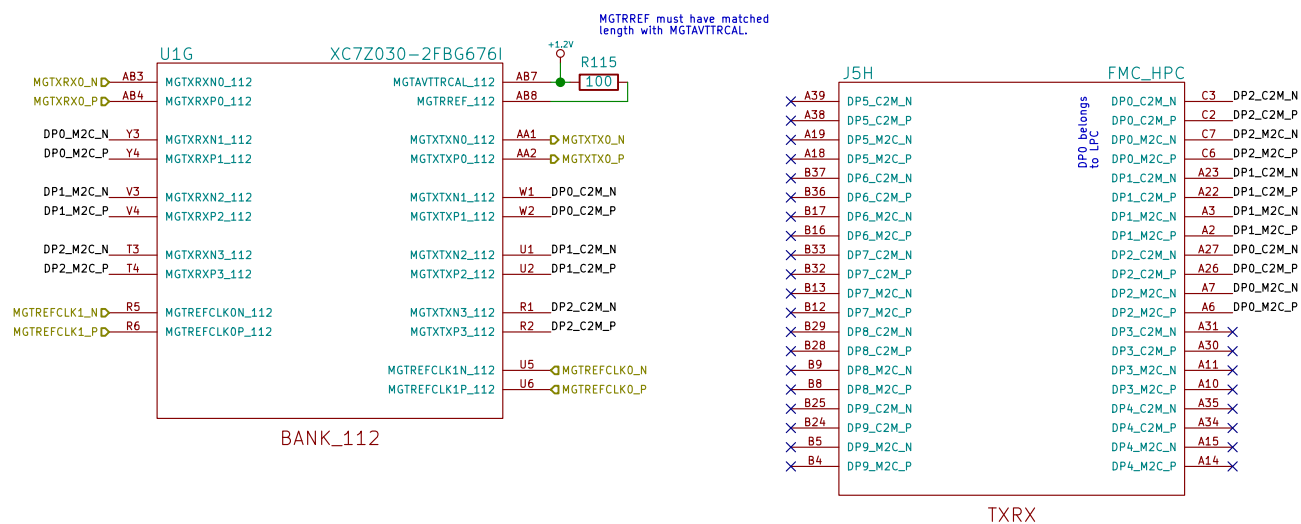 MGTRREF must have matched
length with MGTAVTTRCAL.
U1G
XC7Z030-2FBG676I
+1.2V
R115
100
MGTXRX0_N AB3 MGTXRXN0_112
MGTXRX0_P AB4 MGTXRXP0_112
DP0_M2C_N Y3 MGTXRXN1_112
DP0_M2C_P Y4 MGTXRXP1_112
DP1_M2C_N V3 MGTXRXN2_112
DP1_M2C_P V4 MGTXRXP2_112
DP2_M2C_N T3 MGTXRXN3_112
DP2_M2C_P T4 MGTXRXP3_112
MGTREFCLK1_N R5 MGTREFCLK0N_112
MGTREFCLK1_P R6 MGTREFCLK0P_112
MGTAVTTRCAL_112 AB7
MGTRREF_112 AB8
MGTXTXN0_112 AA1 MGTXTX0_N
MGTXTXP0_112 AA2 MGTXTX0_P
MGTXTXN1_112 W1 DP0_C2M_N
MGTXTXP1_112 W2 DP0_C2M_P
MGTXTXN2_112 U1 DP1_C2M_N
MGTXTXP2_112 U2 DP1_C2M_P
MGTXTXN3_112 R1 DP2_C2M_N
MGTXTXP3_112 R2 DP2_C2M_P
MGTREFCLK1N_112 U5 MGTREFCLK0_N
MGTREFCLK1P_112 U6 MGTREFCLK0_P
BANK_112
J5H
FMC_HPC
A39 DP5_C2M_N
A38 DP5_C2M_P
A19 DP5_M2C_N
A18 DP5_M2C_P
B37 DP6_C2M_N
B36 DP6_C2M_P
B17 DP6_M2C_N
B16 DP6_M2C_P
B33 DP7_C2M_N
B32 DP7_C2M_P
B13 DP7_M2C_N
B12 DP7_M2C_P
B29 DP8_C2M_N
B28 DP8_C2M_P
B9 DP8_M2C_N
B8 DP8_M2C_P
B25 DP9_C2M_N
B24 DP9_C2M_P
B5 DP9_M2C_N
B4 DP9_M2C_P
DP0 belongs
to LPC
DP0_C2M_N C3 DP2_C2M_N
DP0_C2M_P C2 DP2_C2M_P
DP0_M2C_N C7 DP2_M2C_N
DP0_M2C_P C6 DP2_M2C_P
DP1_C2M_N A23 DP1_C2M_N
DP1_C2M_P A22 DP1_C2M_P
DP1_M2C_N A3 DP1_M2C_N
DP1_M2C_P A2 DP1_M2C_P
DP2_C2M_N A27 DP0_C2M_N
DP2_C2M_P A26 DP0_C2M_P
DP2_M2C_N A7 DP0_M2C_N
DP2_M2C_P A6 DP0_M2C_P
DP3_C2M_N A31
DP3_C2M_P A30
DP3_M2C_N A11
DP3_M2C_P A10
DP4_C2M_N A35
DP4_C2M_P A34
DP4_M2C_N A15
DP4_M2C_P A14
TXRX